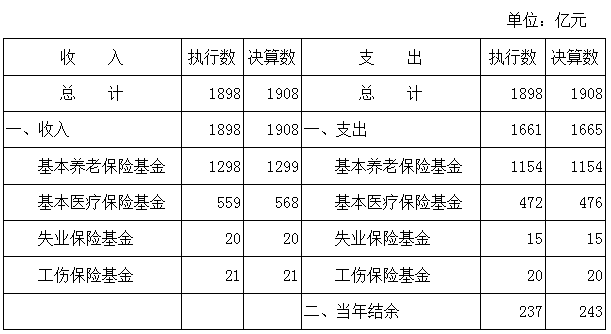 单位：亿元
收 入 执行数 决算数 支 出 执行数 决算数
总 计 1898 1908 总 计 1898 1908
一、收入 1898 1908 一、支出 1661 1665
基本养老保险基金 1298 1299 基本养老保险基金 1154 1154
基本医疗保险基金 559 568 基本医疗保险基金 472 476
失业保险基金 20 20 失业保险基金 15 15
工伤保险基金 21 21 工伤保险基金 20 20
二、当年结余 237 243